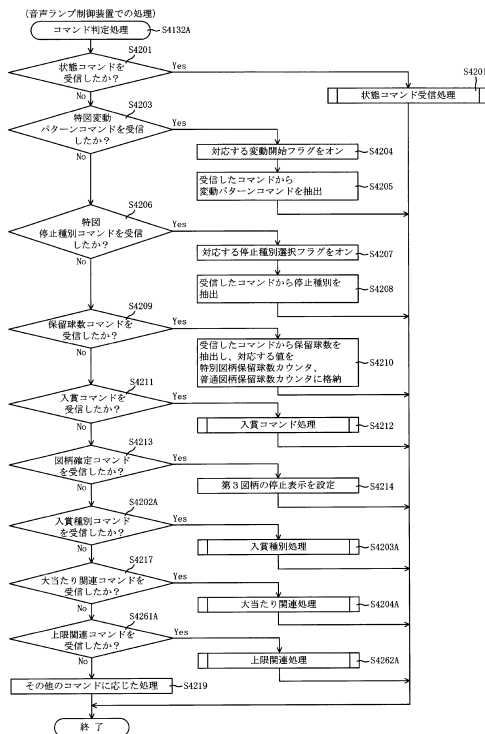 (音声ランプ制御装置での処理)
コマンド判定処理
S4132A
S4201
状態コマンドを
受信したか?
Yes
No
S4201
状態コマンド受信処理
S4203
特図変動
パターンコマンドを受信
したか?
Yes
No
対応する変動開始フラグをオン
S4204
受信したコマンドから
変動パターンコマンドを抽出
S4205
S4206
特図
停止種別コマンドを受信
したか?
Yes
No
対応する停止種別選択フラグをオン
S4207
受信したコマンドから停止種別を
抽出
S4208
S4209
保留球数コマンドを
受信したか?
Yes
No
受信したコマンドから保留球数を
抽出し、対応する値を
特別図柄保留球数カウンタ、
普通図柄保留球数カウンタに格納
S4210
S4211
入賞コマンドを
受信したか?
Yes
No
入賞コマンド処理
S4212
S4213
図柄確定コマンド
を受信したか?
Yes
No
第3図柄の停止表示を設定
S4214
S4202A
入賞種別コマンド
を受信したか?
Yes
No
入賞種別処理
S4203A
S4217
大当たり関連コマンドを
受信したか?
Yes
No
大当たり関連処理
S4204A
S4261A
上限関連コマンドを
受信したか?
Yes
No
上限関連処理
S4262A
その他のコマンドに応じた処理
S4219
終了